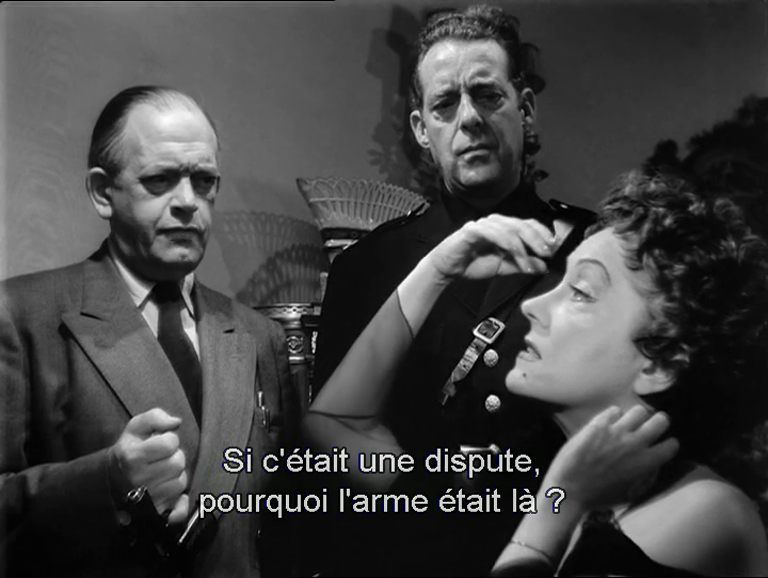 Si c'était une dispute,
pourquoi l'arme était là ?